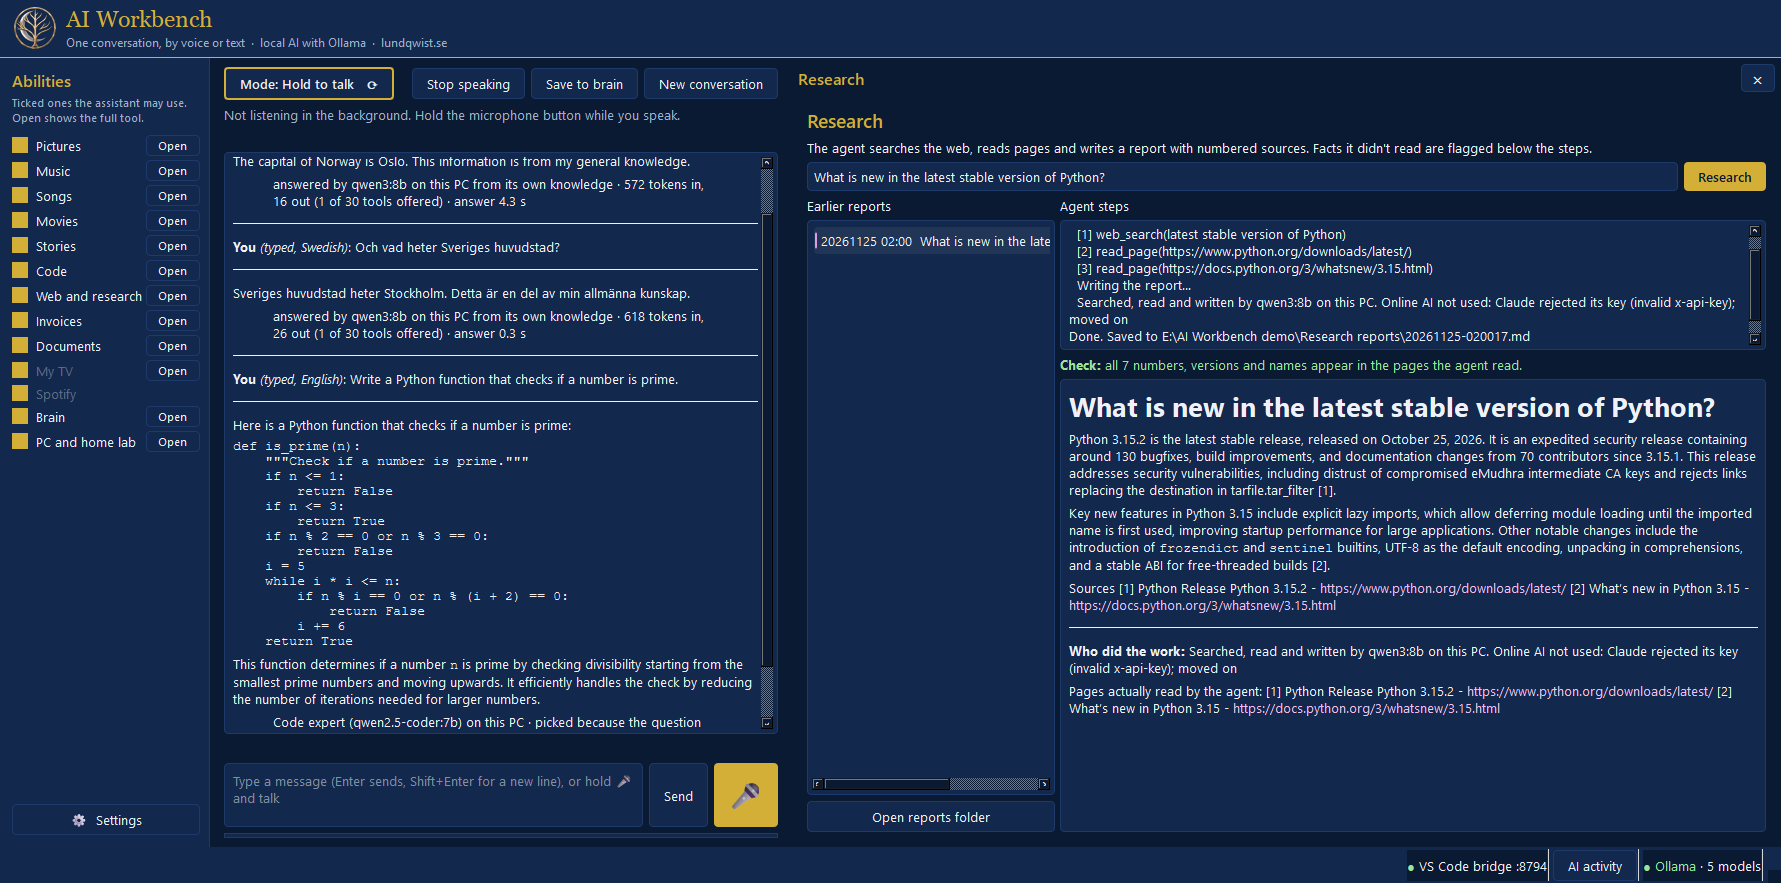 AI Workbench
One conversation, by voice or text · local AI with Ollama · lundqwist.se
Abilities
Ticked ones the assistant may use.
Open shows the full tool.
Pictures Open
Music Open
Songs Open
Movies Open
Stories Open
Code Open
Web and research Open
Invoices Open
Documents Open
My TV Open
Spotify
Brain Open
PC and home lab Open
Settings
Mode: Hold to talk
Stop speaking
Save to brain
New conversation
Not listening in the background. Hold the microphone button while you speak.
The capital of Norway is Oslo. This information is from my general knowledge.
answered by qwen3:8b on this PC from its own knowledge · 572 tokens in,
16 out (1 of 30 tools offered) · answer 4.3 s
You (typed, Swedish): Och vad heter Sveriges huvudstad?
Sveriges huvudstad heter Stockholm. Detta är en del av min allmänna kunskap.
answered by qwen3:8b on this PC from its own knowledge · 618 tokens in,
26 out (1 of 30 tools offered) · answer 0.3 s
You (typed, English): Write a Python function that checks if a number is prime.
Here is a Python function that checks if a number is prime:
def is_prime(n):
    """Check if a number is prime."""
    if n <= 1:
        return False
    if n <= 3:
        return True
    if n % 2 == 0 or n % 3 == 0:
        return False
    i = 5
    while i * i <= n:
        if n % i == 0 or n % (i + 2) == 0:
            return False
        i += 6
    return True
This function determines if a number n is prime by checking divisibility starting from the
smallest prime numbers and moving upwards. It efficiently handles the check by reducing
the number of iterations needed for larger numbers.
Code expert (qwen2.5-coder:7b) on this PC · picked because the question
Type a message (Enter sends, Shift+Enter for a new line), or hold 🎤
and talk
Send
Research
×
Research
The agent searches the web, reads pages and writes a report with numbered sources. Facts it didn't read are flagged below the steps.
What is new in the latest stable version of Python?
Research
Earlier reports
20261125 02:00 What is new in the late
Open reports folder
Agent steps
[1] web_search(latest stable version of Python)
[2] read_page(https://www.python.org/downloads/latest/)
[3] read_page(https://docs.python.org/3/whatsnew/3.15.html)
Writing the report...
Searched, read and written by qwen3:8b on this PC. Online AI not used: Claude rejected its key (invalid x-api-key);
moved on
Done. Saved to E:\AI Workbench demo\Research reports\20261125-020017.md
Check: all 7 numbers, versions and names appear in the pages the agent read.
What is new in the latest stable version of Python?
Python 3.15.2 is the latest stable release, released on October 25, 2026. It is an expedited security release containing
around 130 bugfixes, build improvements, and documentation changes from 70 contributors since 3.15.1. This release
addresses security vulnerabilities, including distrust of compromised eMudhra intermediate CA keys and rejects links
replacing the destination in tarfile.tar_filter [1].
Key new features in Python 3.15 include explicit lazy imports, which allow deferring module loading until the imported
name is first used, improving startup performance for large applications. Other notable changes include the
introduction of frozendict and sentinel builtins, UTF-8 as the default encoding, unpacking in comprehensions,
and a stable ABI for free-threaded builds [2].
Sources [1] Python Release Python 3.15.2 - https://www.python.org/downloads/latest/ [2] What's new in Python 3.15 -
https://docs.python.org/3/whatsnew/3.15.html
Who did the work: Searched, read and written by qwen3:8b on this PC. Online AI not used: Claude rejected its key
(invalid x-api-key); moved on
Pages actually read by the agent: [1] Python Release Python 3.15.2 - https://www.python.org/downloads/latest/ [2]
What's new in Python 3.15 - https://docs.python.org/3/whatsnew/3.15.html
VS Code bridge :8794
AI activity
Ollama · 5 models